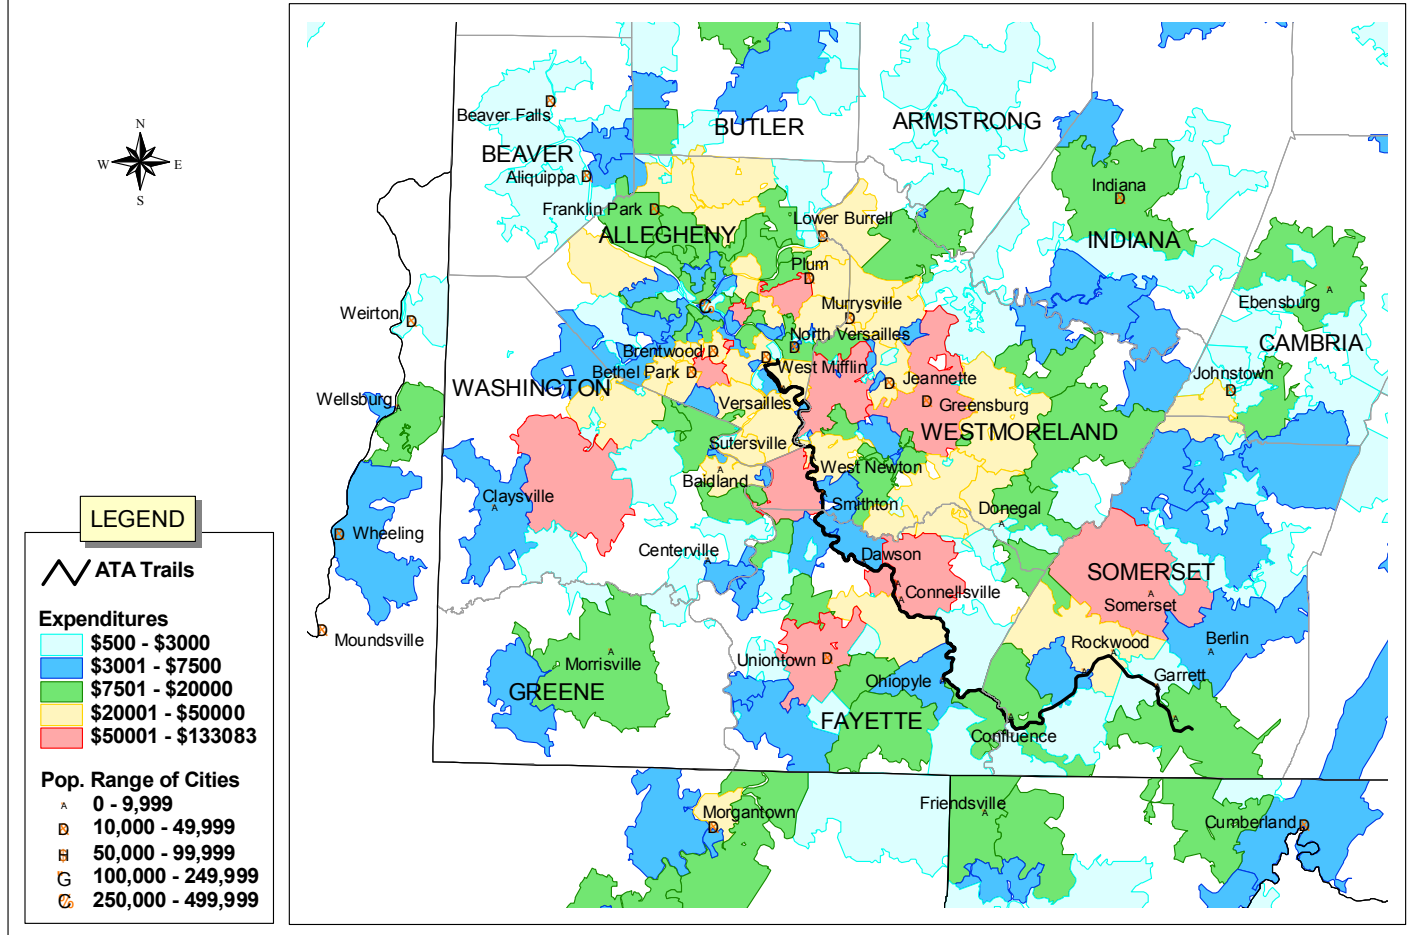 N
W E
S
LEGEND
ATA Trails
Expenditures
$500 - $3000
$3001 - $7500
$7501 - $20000
$20001 - $50000
$50001 - $133083
Pop. Range of Cities
A 0 - 9,999
D 10,000 - 49,999
H 50,000 - 99,999
G 100,000 - 249,999
C 250,000 - 499,999
Beaver Falls
BUTLER
ARMSTRONG
BEAVER
Aliquippa
Indiana
Franklin Park
Lower Burrell
ALLEGHENY
INDIANA
Plum
Ebensburg
Murrysville
Weirton
North Versailles
CAMBRIA
Brentwood
West Mifflin
Bethel Park
Johnstown
WASHINGTON
Jeannette
Wellsburg
Versailles
Greensburg
WESTMORELAND
Sutersville
West Newton
Baidland
Claysville
Smithton
Donegal
Wheeling
Centerville
Dawson
SOMERSET
Connellsville
Somerset
Moundsville
Berlin
Rockwood
Uniontown
Morrisville
Garrett
Ohiopyle
GREENE
FAYETTE
Confluence
Morgantown
Friendsville
Cumberland